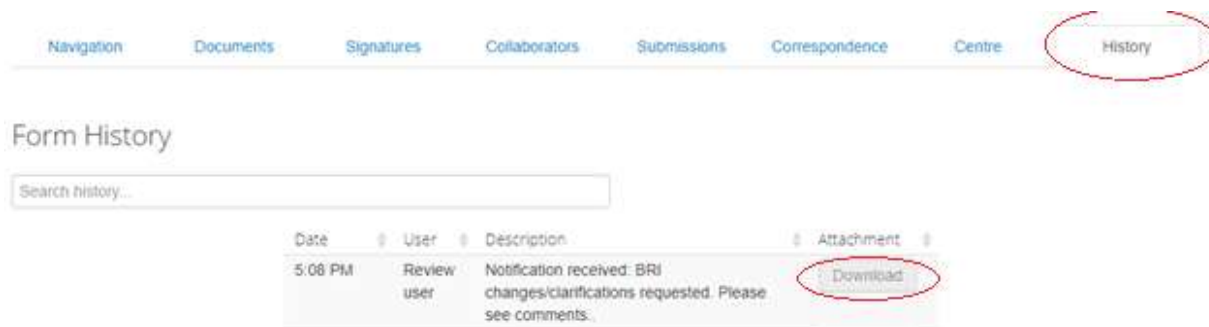 Navigation Documents Signatures Collaborators Submissions Correspondence Centre History
Form History
Search history...
Date User Description Attachment
5:08 PM Review Notification received: BRI Download
user changes/clarifications requested. Please
see comments..